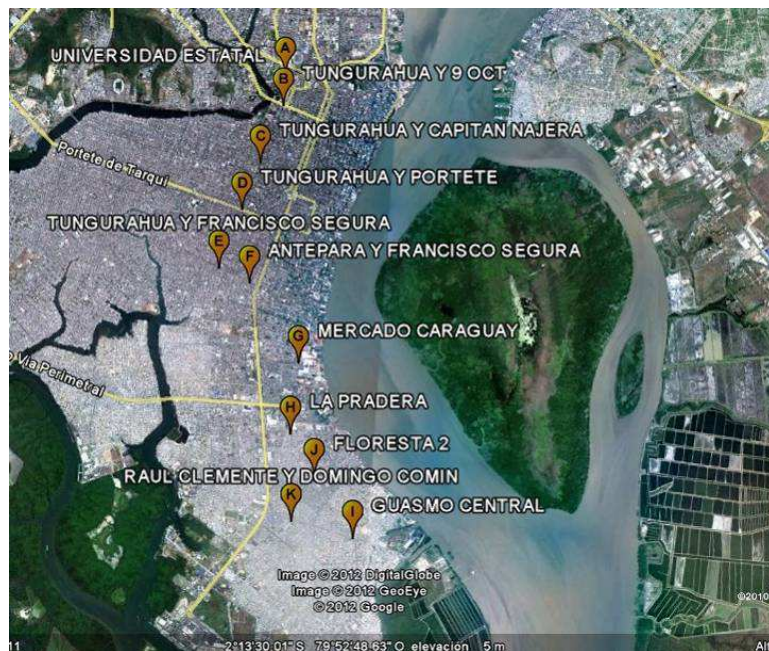 A
UNIVERSIDAD ESTATAL
B
TUNGURAHUA Y 9 OCT
C
TUNGURAHUA Y CAPITAN NAJERA
Portete de Tarqui
D
TUNGURAHUA Y PORTETE
TUNGURAHUA Y FRANCISCO SEGURA
E
F
ANTEPARA Y FRANCISCO SEGURA
G
MERCADO CARAGUAY
Via Perimetral
H
LA PRADERA
J
FLORESTA 2
RAUL CLEMENTE Y DOMINGO COMIN
K
I
GUASMO CENTRAL
Image © 2012 DigitalGlobe
Image © 2012 GeoEye
© 2012 Google
©2010
11
2°13'30.01" S 79°52'48.63" O elevación 5 m